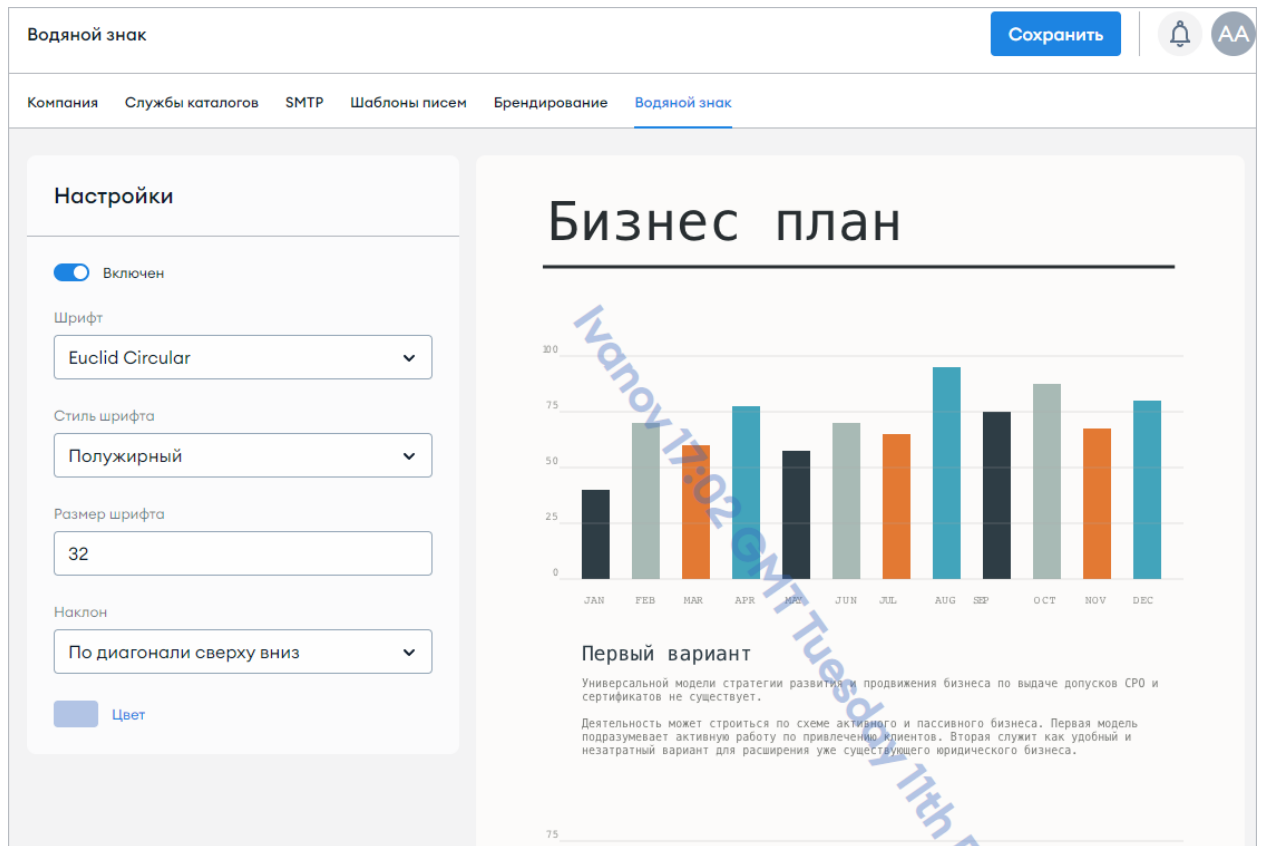 Водяной знак
Сохранить
AA
Компания Службы каталогов SMTP Шаблоны писем Брендирование Водяной знак
Настройки
Включен
Шрифт
Euclid Circular
Стиль шрифта
Полужирный
Размер шрифта
32
Наклон
По диагонали сверху вниз
Цвет
Бизнес план
100
75
50
25
0
JAN FEB MAR APR MAY JUN JUL AUG SEP OCT NOV DEC
Ivanov 17:02 GMT Tuesday 11th
Первый вариант
Универсальной модели стратегии развития и продвижения бизнеса по выдаче допусков СРО и
сертификатов не существует.
Деятельность может строиться по схеме активного и пассивного бизнеса. Первая модель
подразумевает активную работу по привлечению клиентов. Вторая служит как удобный и
незатратный вариант для расширения уже существующего юридического бизнеса.
75